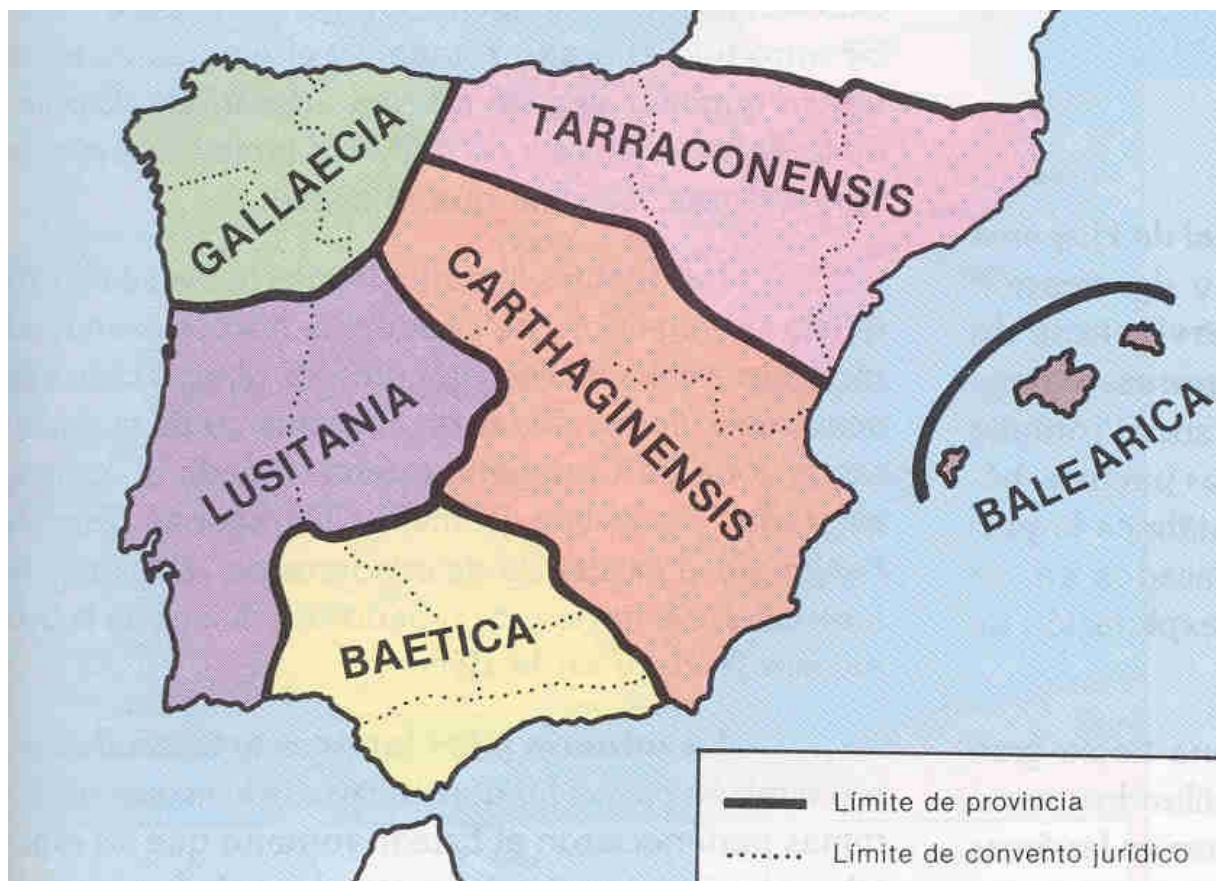 TARRACONENSIS
GALLAECIA
CARTHAGINENSIS
LUSITANIA
BALEARICA
BAETICA
Límite de provincia
Límite de convento jurídico